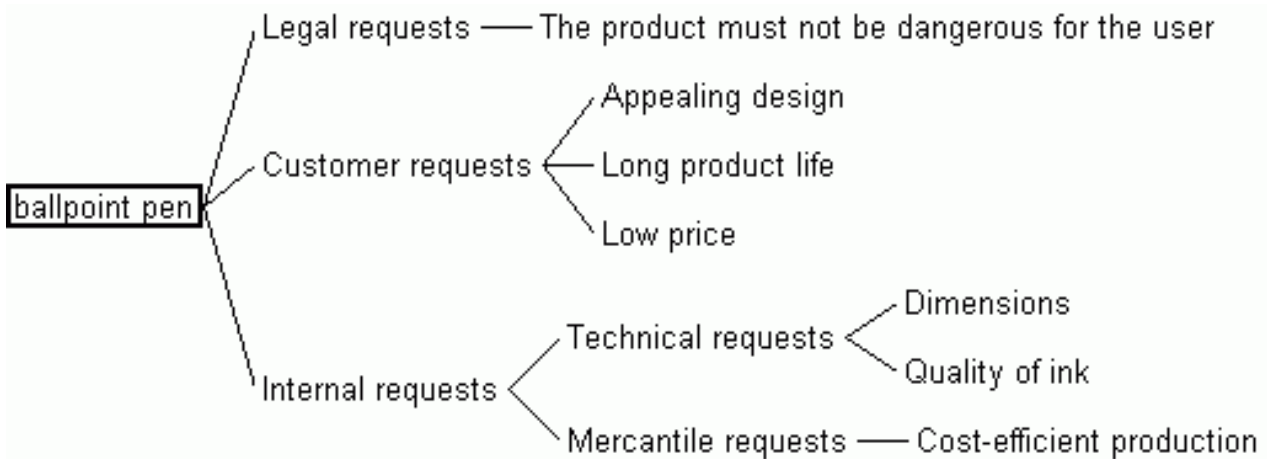 Legal requests
The product must not be dangerous for the user
Appealing design
Customer requests
Long product life
ballpoint pen
Low price
Dimensions
Technical requests
Quality of ink
Internal requests
Mercantile requests
Cost-efficient production